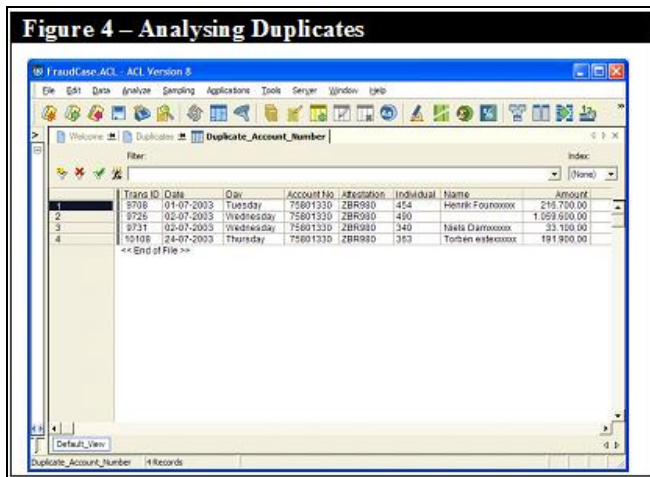 Figure 4 – Analysing Duplicates
FraudCase.ACL - ACL Version 8
File Edit Data Analyze Sampling Applications Tools Server Window Help
Welcome Duplicates Duplicate_Account_Number
Filter: Index:
(None)
Trans ID Date Day Account No Attestation Individual Name Amount
1 9708 01-07-2003 Tuesday 75801330 ZBR980 454 Henrik 216.700,00
2 9726 02-07-2003 Wednesday 75801330 ZBR980 490 1.059.600,00
3 9731 02-07-2003 Wednesday 75801330 ZBR980 340 Niels 33.100,00
4 10108 24-07-2003 Thursday 75801330 ZBR980 363 Torben 191.900,00
<< End of File >>
Default_View
Duplicate_Account_Number 4 Records